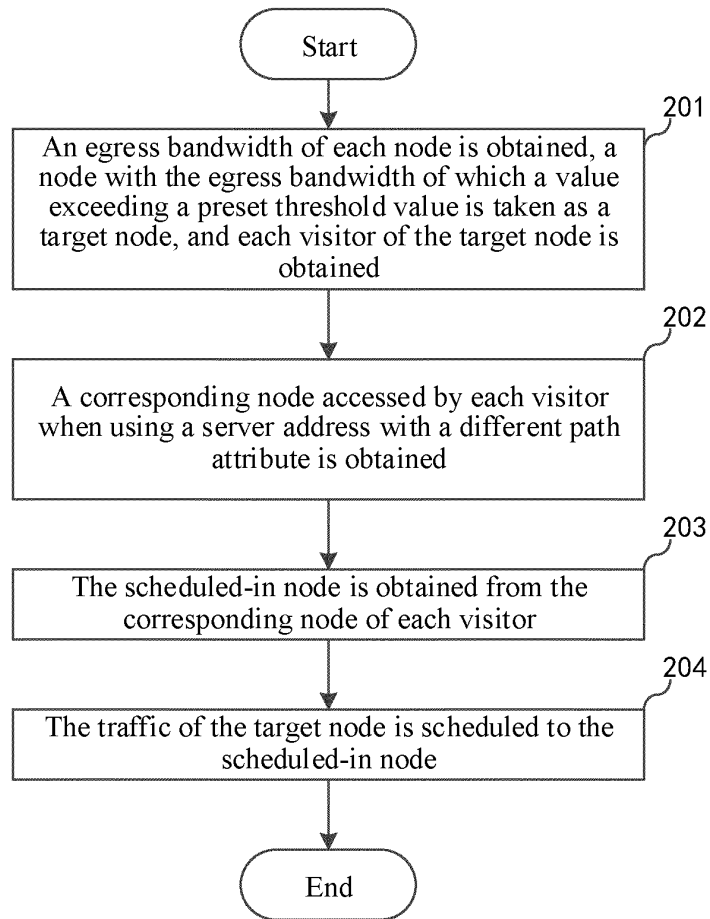 Start
201
An egress bandwidth of each node is obtained, a
node with the egress bandwidth of which a value
exceeding a preset threshold value is taken as a
target node, and each visitor of the target node is
obtained
202
A corresponding node accessed by each visitor
when using a server address with a different path
attribute is obtained
203
The scheduled-in node is obtained from the
corresponding node of each visitor
204
The traffic of the target node is scheduled to the
scheduled-in node
End